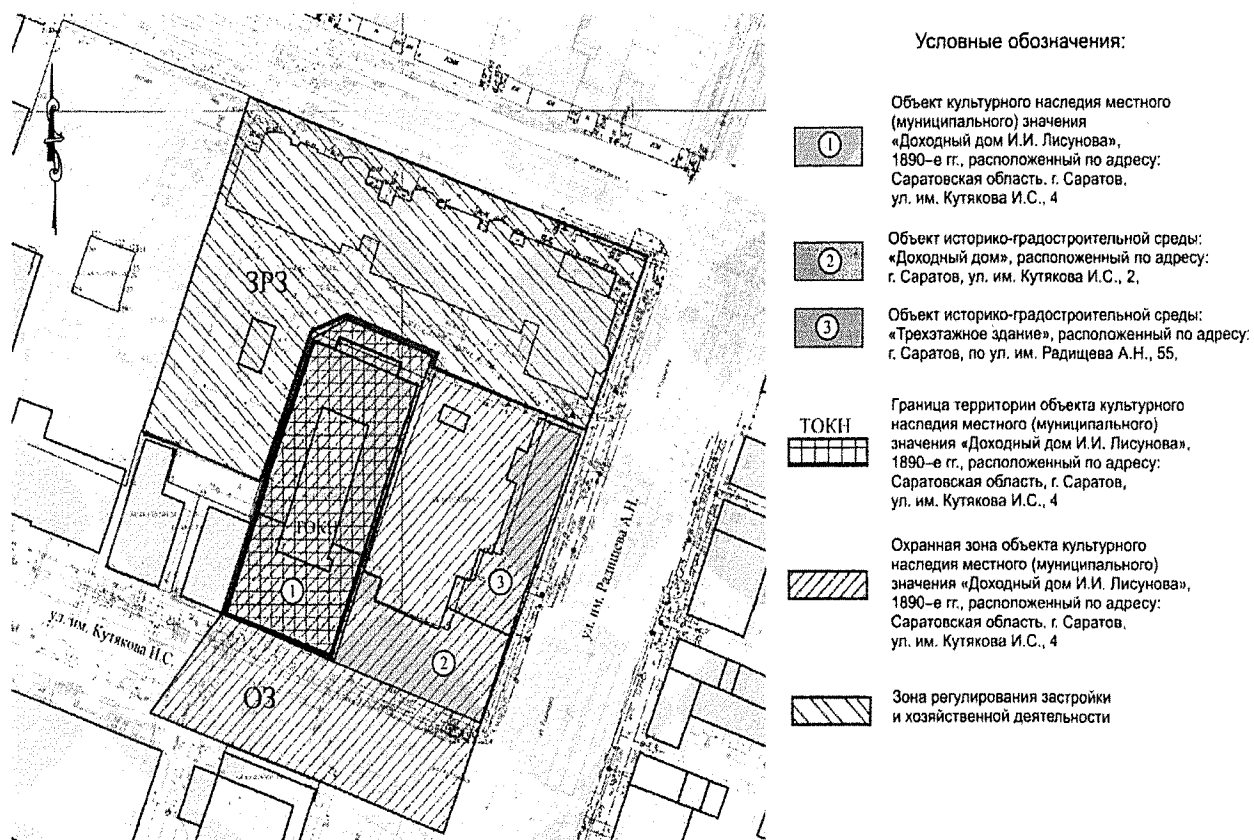 Условные обозначения:
1
Объект культурного наследия местного
(муниципального) значения
«Доходный дом И.И. Лисунова»,
1890–е гг., расположенный по адресу:
Саратовская область. г. Саратов,
ул. им. Кутякова И.С., 4
2
Объект историко-градостроительной среды:
«Доходный дом», расположенный по адресу:
г. Саратов, ул. им. Кутякова И.С., 2,
3
Объект историко-градостроительной среды:
«Трехэтажное здание», расположенный по адресу:
г. Саратов, по ул. им. Радищева А.Н., 55,
ТОКН
Граница территории объекта культурного
наследия местного (муниципального)
значения «Доходный дом И.И. Лисунова»,
1890–е гг., расположенный по адресу:
Саратовская область, г. Саратов,
ул. им. Кутякова И.С., 4
Охранная зона объекта культурного
наследия местного (муниципального)
значения «Доходный дом И.И. Лисунова»,
1890–е гг., расположенный по адресу:
Саратовская область. г. Саратов,
ул. им. Кутякова И.С., 4
Зона регулирования застройки
и хозяйственной деятельности
ЗРЗ
ТОКН
1
3
2
ул. им. Радищева А.Н.
ул. им. Кутякова И.С.
ОЗ